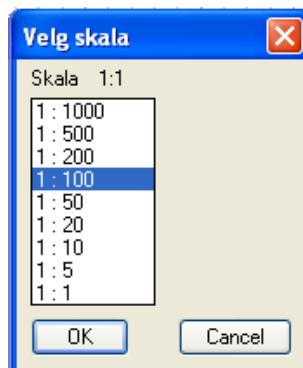 Velg skala
Skala 1:1
1 : 1000
1 : 500
1 : 200
1 : 100
1 : 50
1 : 20
1 : 10
1 : 5
1 : 1
OK Cancel